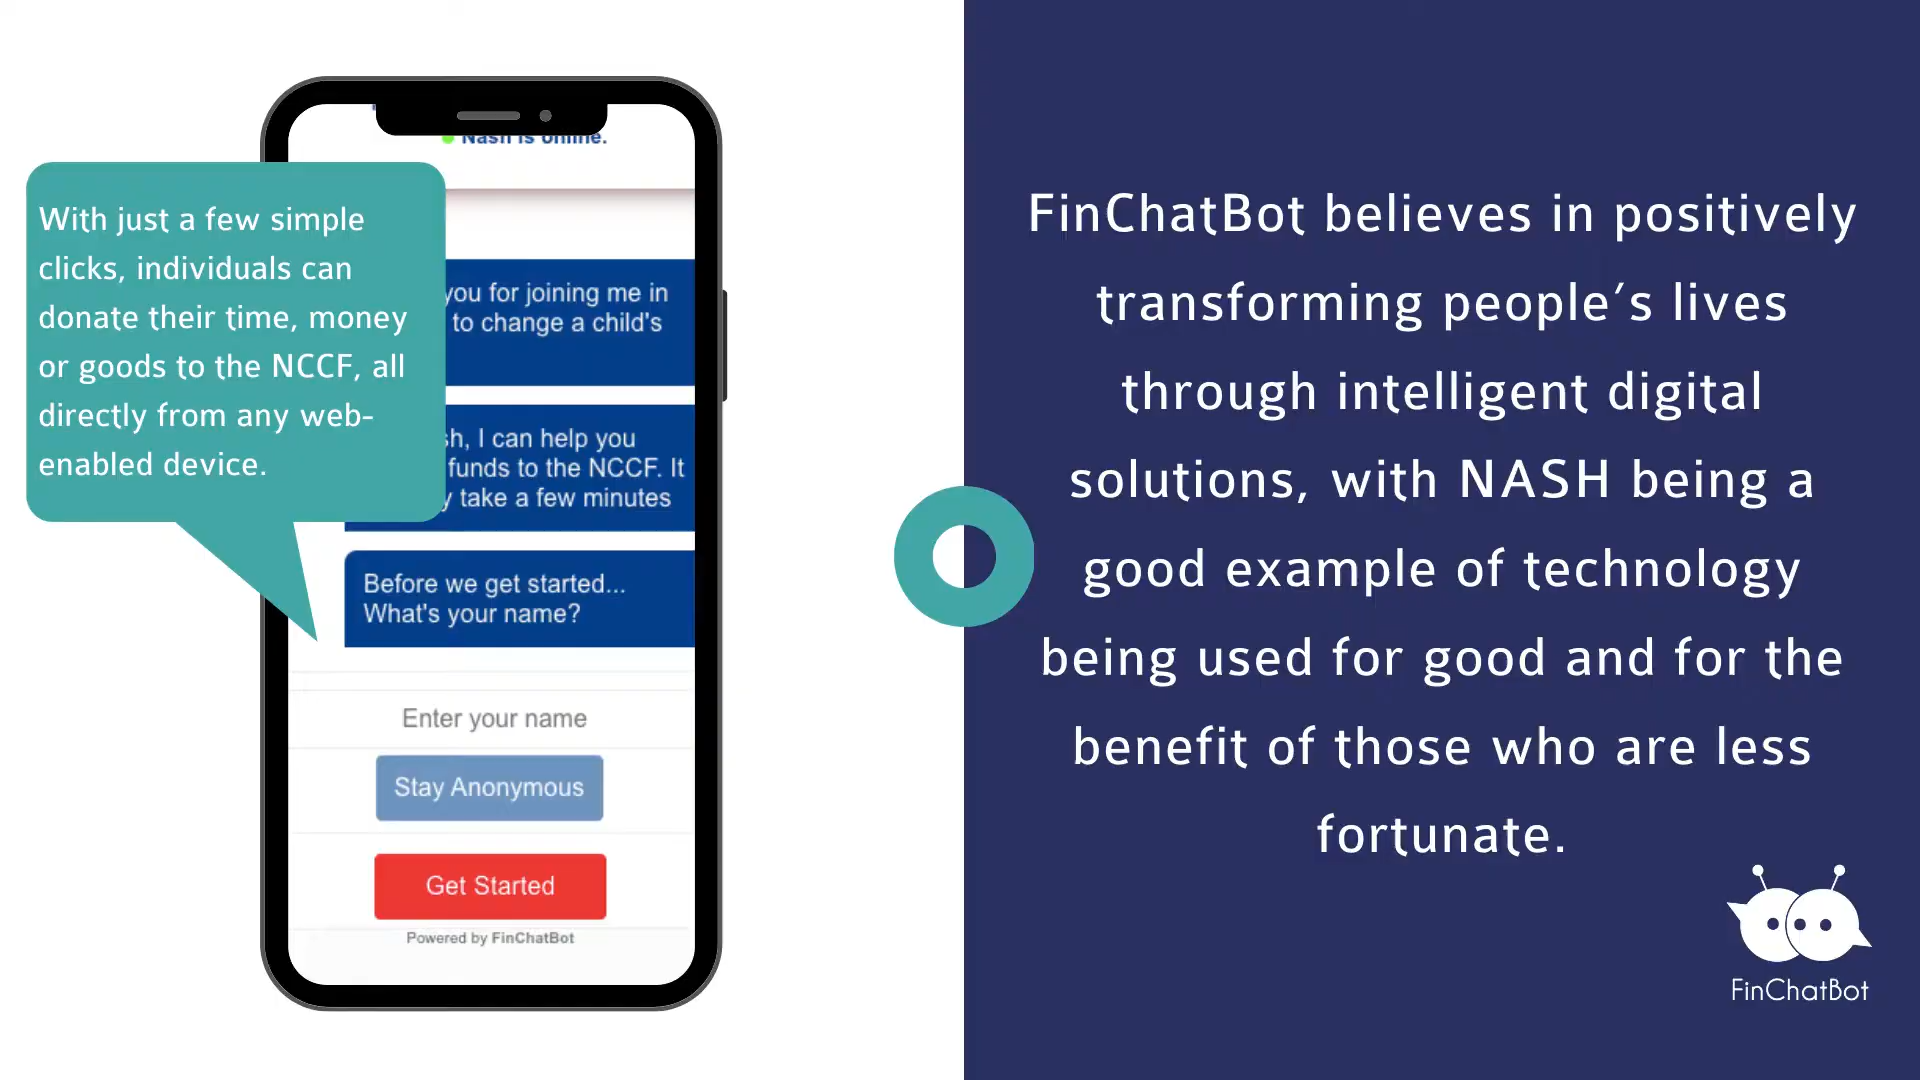 Nash is online.
With just a few simple
clicks, individuals can
donate their time, money
or goods to the NCCF, all
directly from any web-
enabled device.
you for joining me in
to change a child's
sh, I can help you
funds to the NCCF. It
y take a few minutes
Before we get started...
What's your name?
Enter your name
Stay Anonymous
Get Started
Powered by FinChatBot
FinChatBot believes in positively
transforming people's lives
through intelligent digital
solutions, with NASH being a
good example of technology
being used for good and for the
benefit of those who are less
fortunate.
FinChatBot